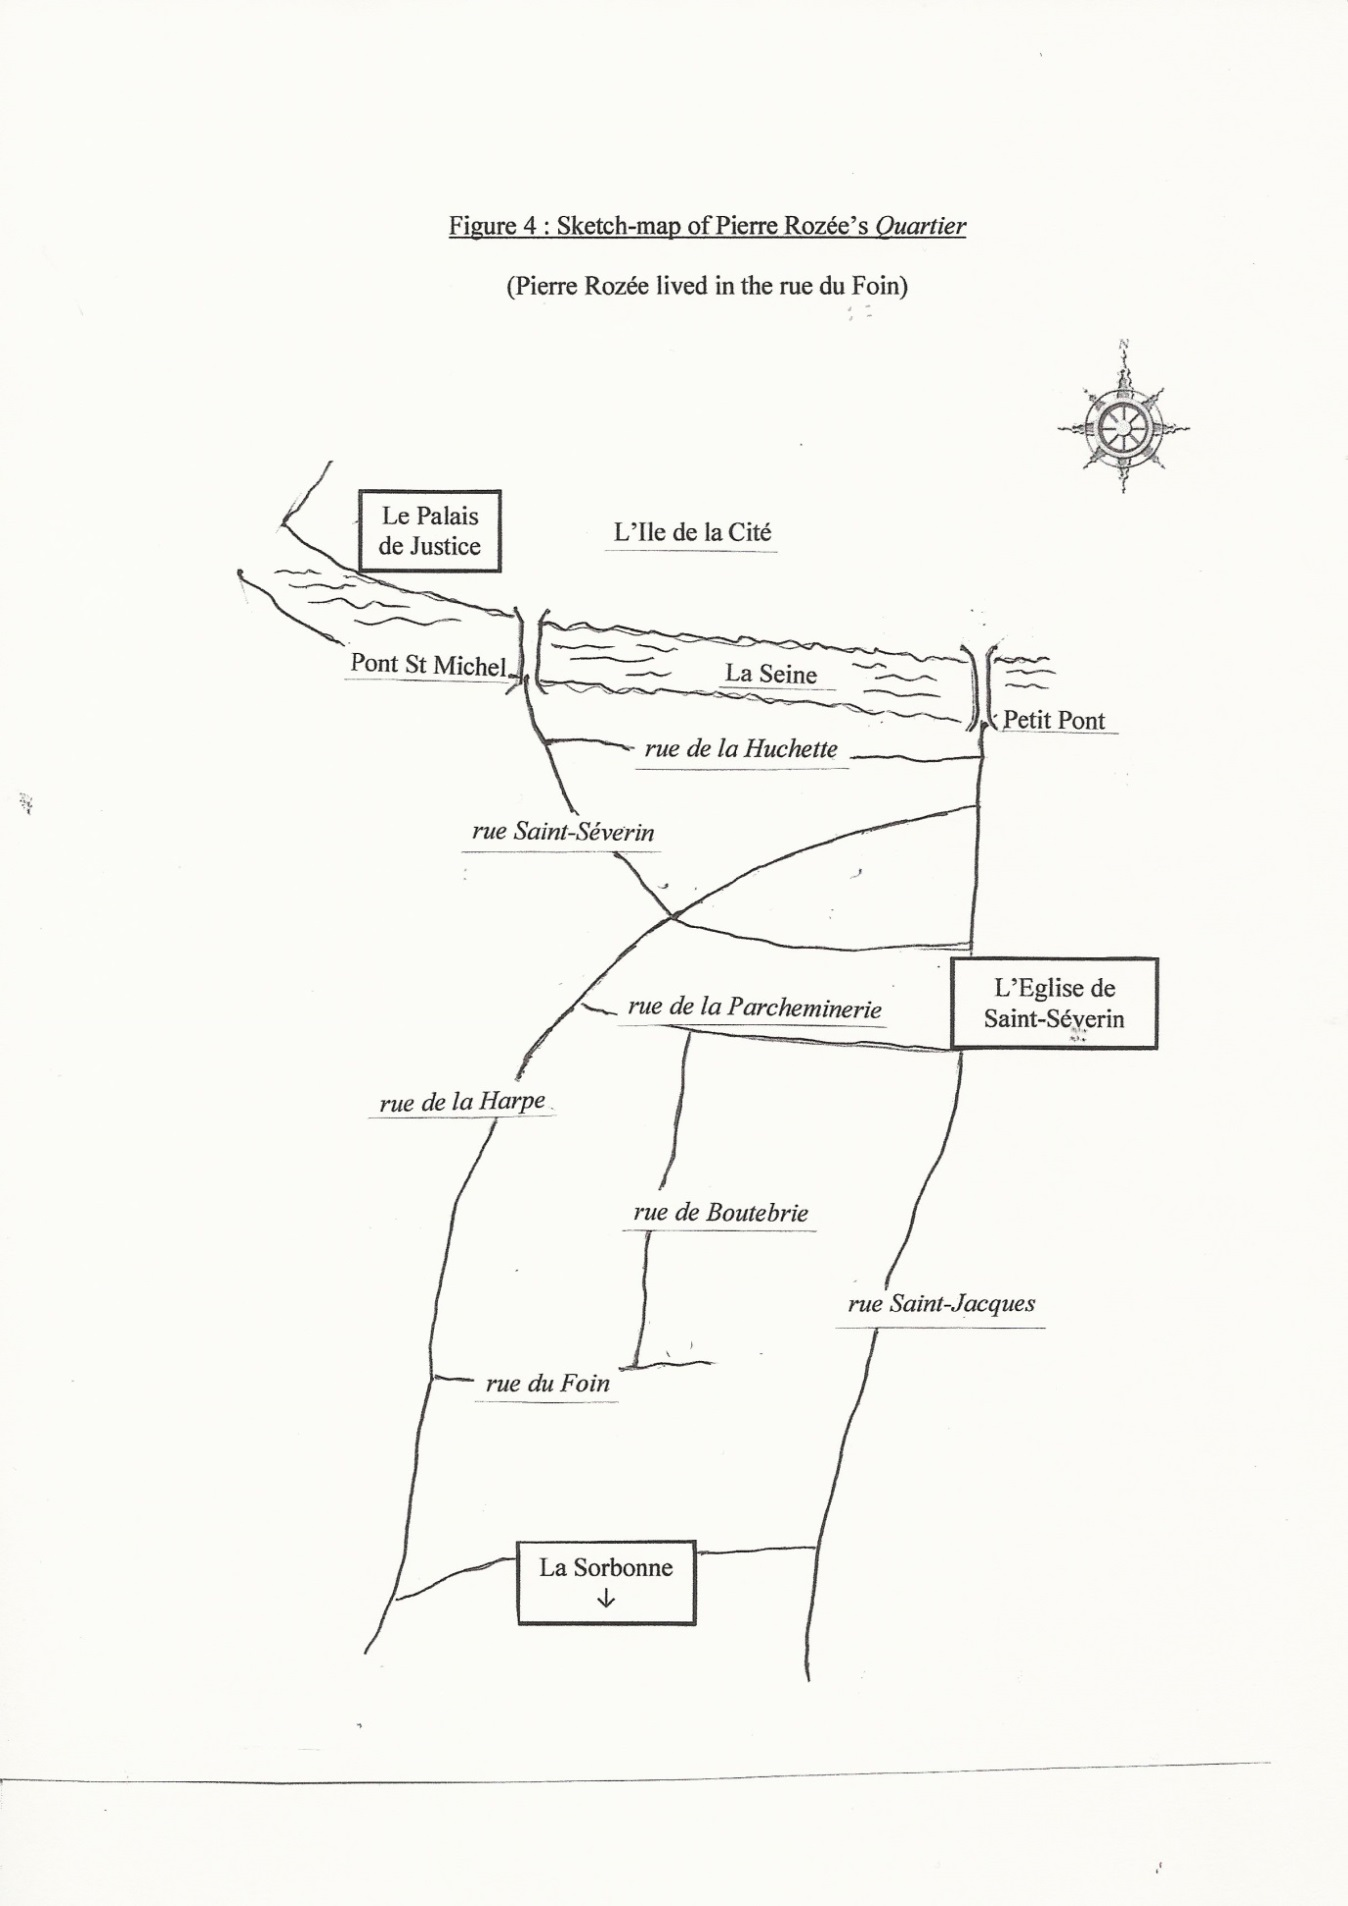 Figure 4 : Sketch-map of Pierre Rozée's Quartier
(Pierre Rozée lived in the rue du Foin)
N
Le Palais
de Justice
L'Ile de la Cité
Pont St Michel
La Seine
Petit Pont
rue de la Huchette
rue Saint-Séverin
L'Eglise de
Saint-Séverin
rue de la Parcheminerie
rue de la Harpe
rue de Boutebrie
rue Saint-Jacques
rue du Foin
La Sorbonne
↓